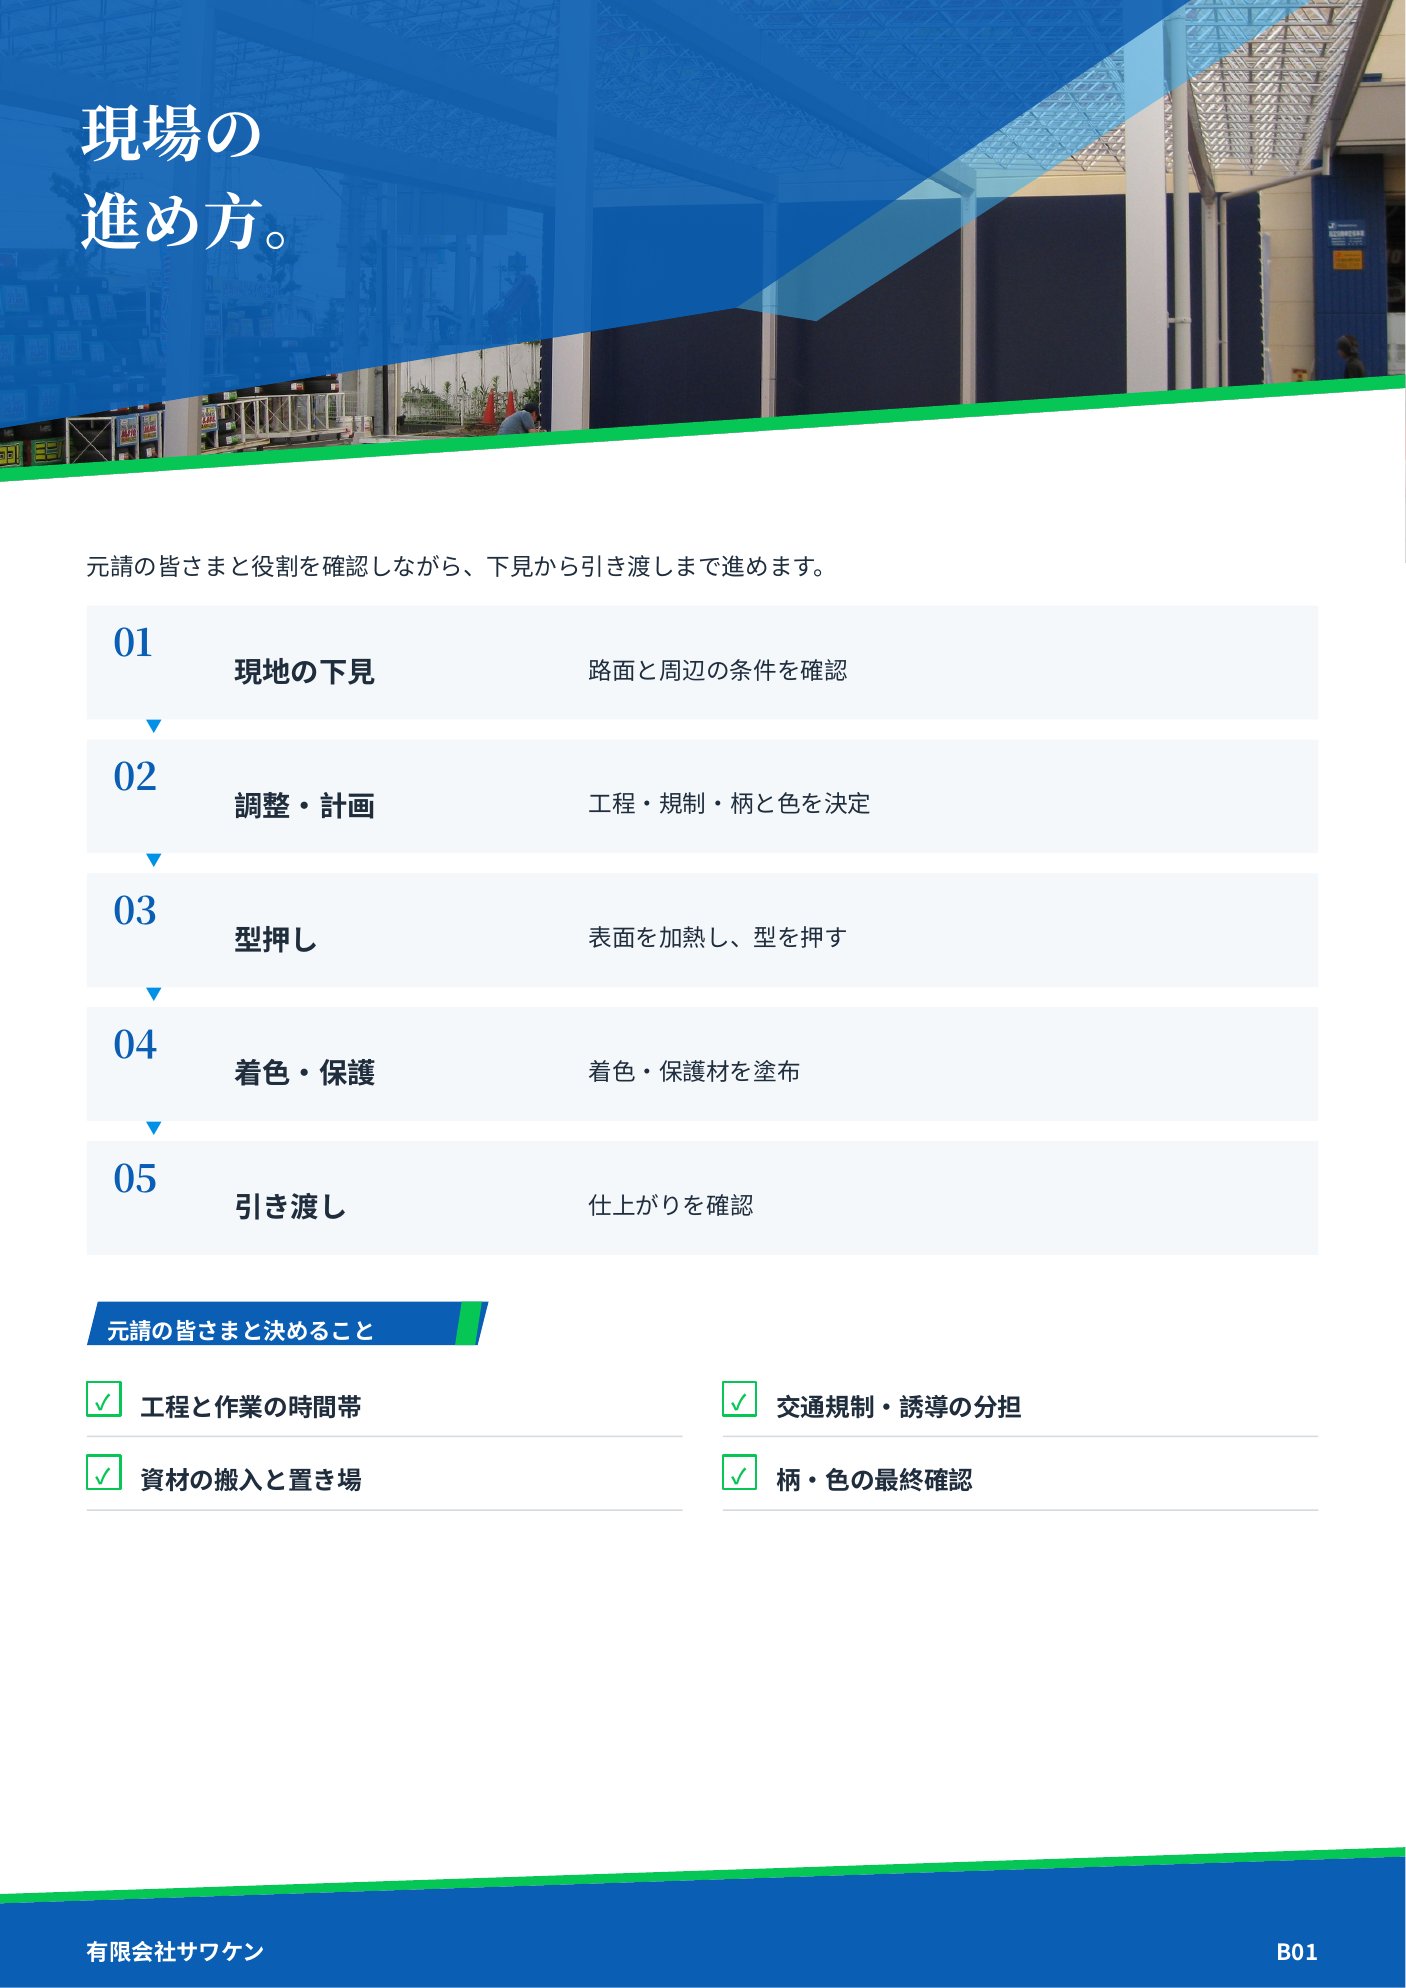 現場の
進め方。
元請の皆さまと役割を確認しながら、下見から引き渡しまで進めます。
01
現地の下見
路面と周辺の条件を確認
02
調整・計画
工程・規制・柄と色を決定
03
型押し
表面を加熱し、型を押す
04
着色・保護
着色・保護材を塗布
05
引き渡し
仕上がりを確認
元請の皆さまと決めること
✓ 工程と作業の時間帯
✓ 交通規制・誘導の分担
✓ 資材の搬入と置き場
✓ 柄・色の最終確認
有限会社サワケン
B01